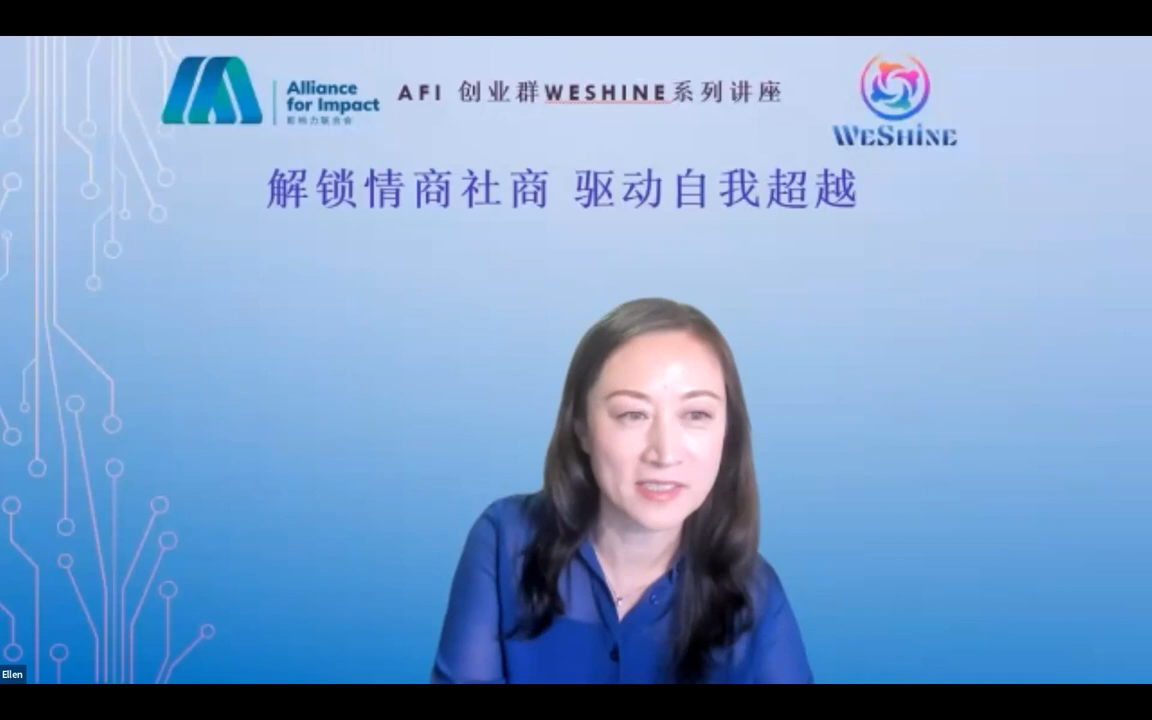 Alliance
for Impact
影响力联合会
AFI 创业群WESHINE系列讲座
WESHINE
解锁情商社商 驱动自我超越
Ellen